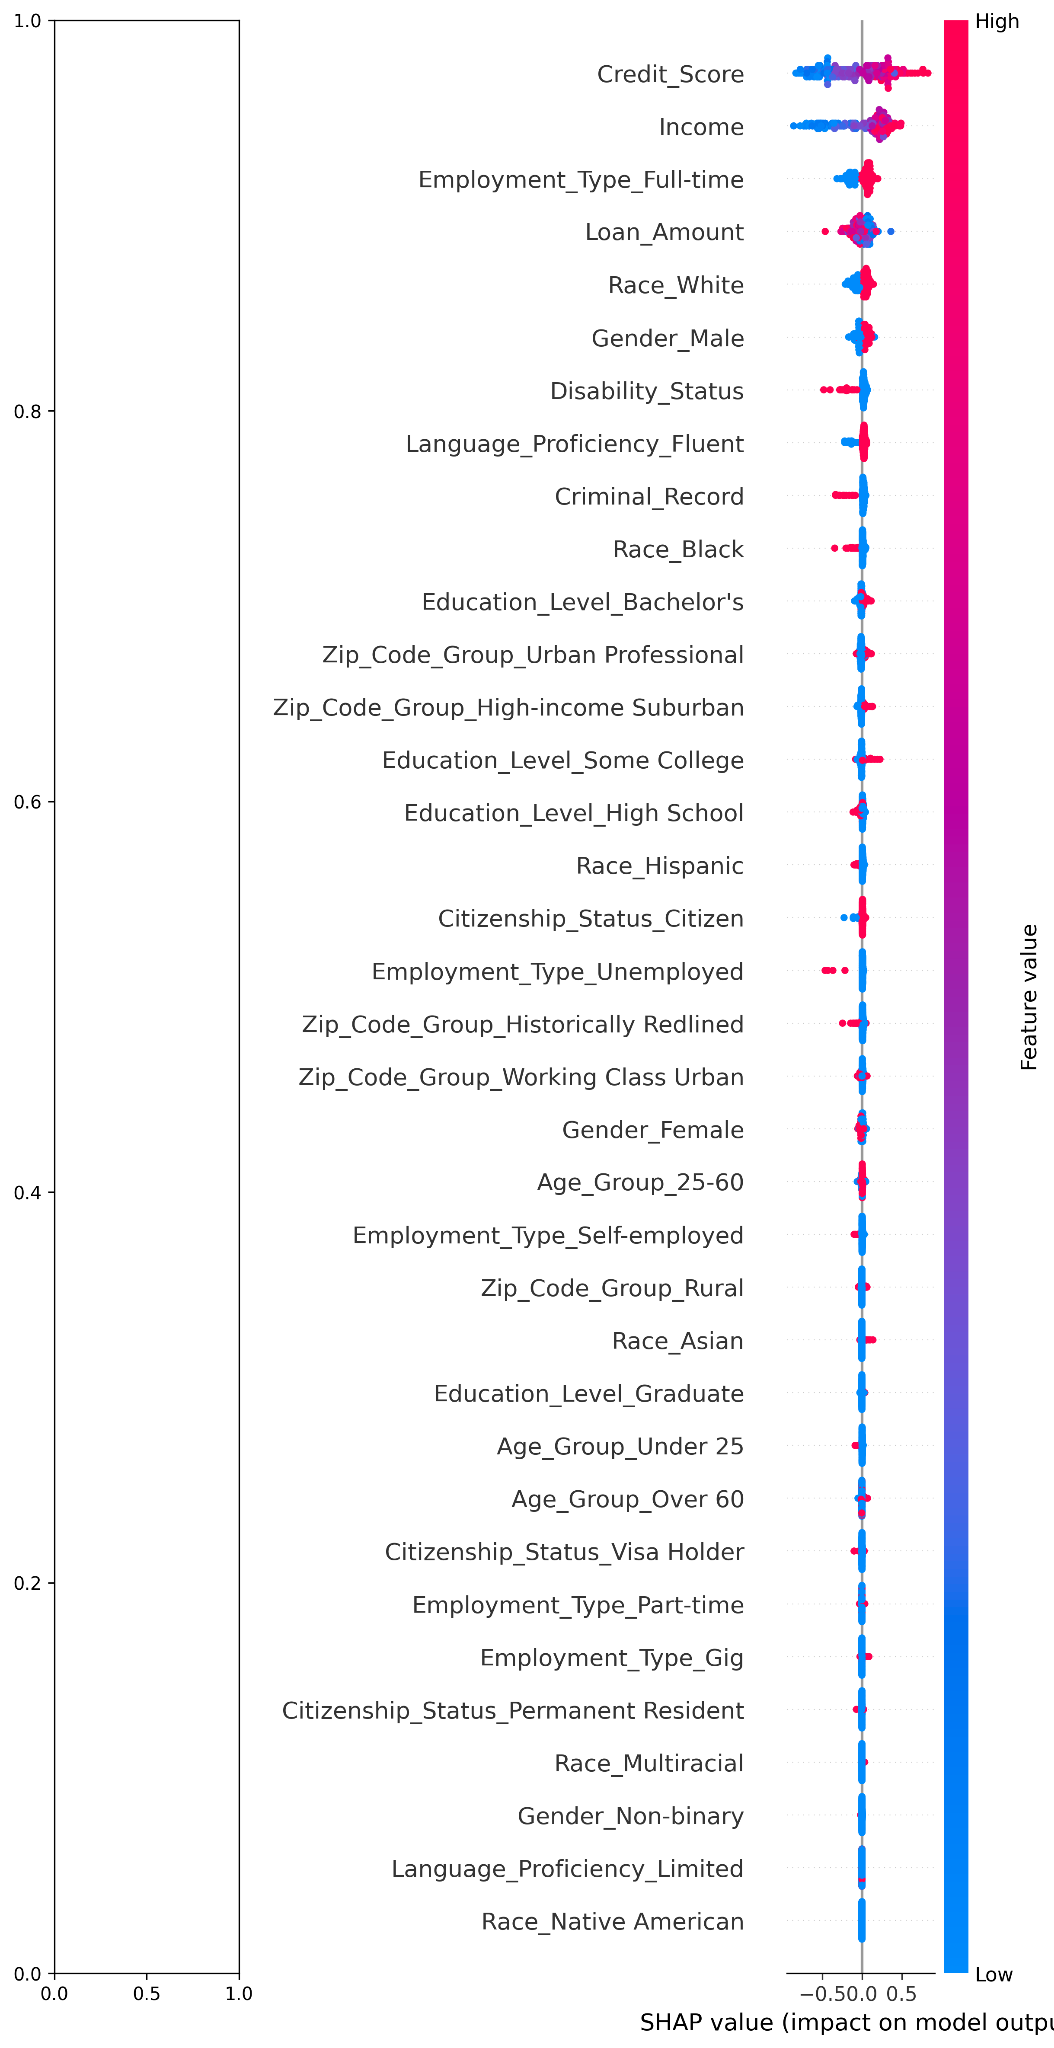 1.0
0.8
0.6
0.4
0.2
0.0
0.0 0.5 1.0
Credit_Score
Income
Employment_Type_Full-time
Loan_Amount
Race_White
Gender_Male
Disability_Status
Language_Proficiency_Fluent
Criminal_Record
Race_Black
Education_Level_Bachelor's
Zip_Code_Group_Urban Professional
Zip_Code_Group_High-income Suburban
Education_Level_Some College
Education_Level_High School
Race_Hispanic
Citizenship_Status_Citizen
Employment_Type_Unemployed
Zip_Code_Group_Historically Redlined
Zip_Code_Group_Working Class Urban
Gender_Female
Age_Group_25-60
Employment_Type_Self-employed
Zip_Code_Group_Rural
Race_Asian
Education_Level_Graduate
Age_Group_Under 25
Age_Group_Over 60
Citizenship_Status_Visa Holder
Employment_Type_Part-time
Employment_Type_Gig
Citizenship_Status_Permanent Resident
Race_Multiracial
Gender_Non-binary
Language_Proficiency_Limited
Race_Native American
−0.5 0.0 0.5
SHAP value (impact on model outpu
High
Feature value
Low